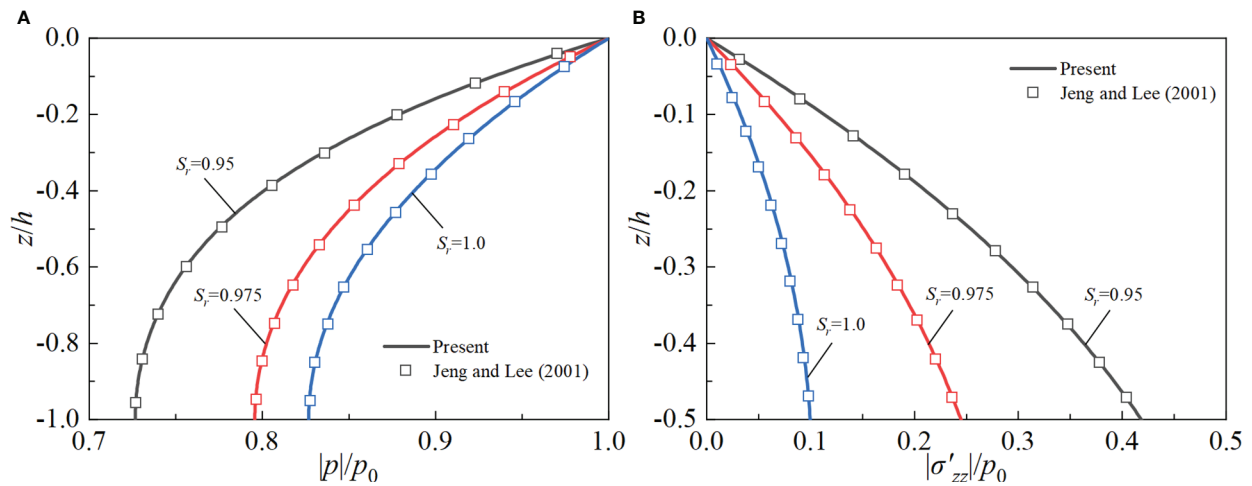 A
0.0
-0.2
-0.4
-0.6
-0.8
-1.0
z/h
0.7
0.8
0.9
1.0
|p|/p₀
Sᵣ=0.95
Sᵣ=0.975
Sᵣ=1.0
Present
Jeng and Lee (2001)
B
0.0
-0.1
-0.2
-0.3
-0.4
-0.5
z/h
0.0
0.1
0.2
0.3
0.4
0.5
|σ′zz|/p₀
Present
Jeng and Lee (2001)
Sᵣ=0.975
Sᵣ=0.95
Sᵣ=1.0